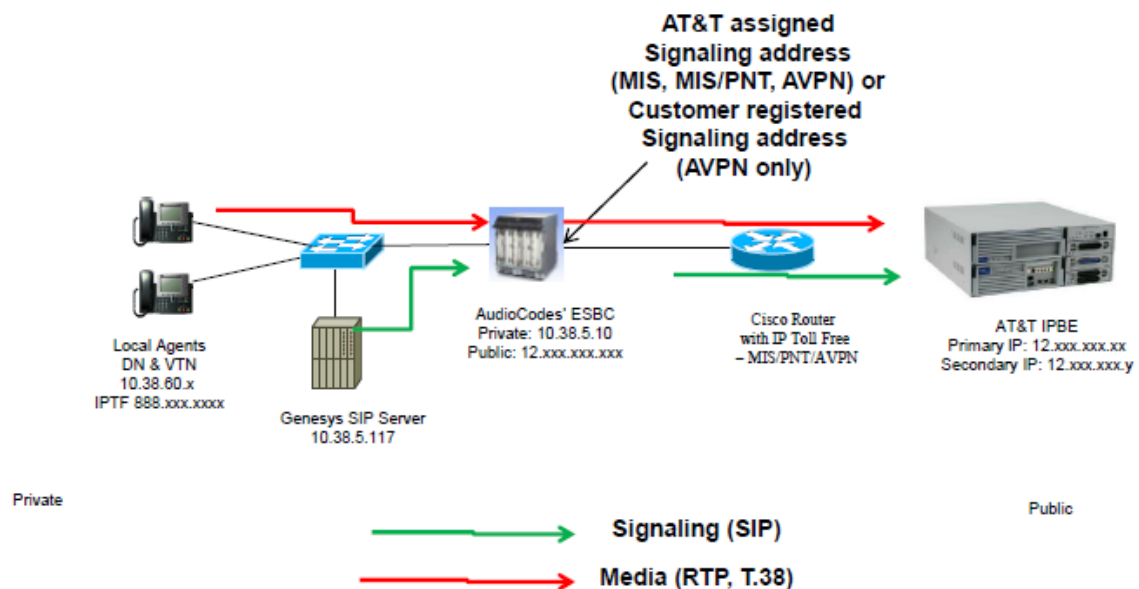 AT&T assigned
Signaling address
(MIS, MIS/PNT, AVPN) or
Customer registered
Signaling address
(AVPN only)
Local Agents
DN & VTN
10.38.60.x
IPTF 888.xxx.xxxx
Genesys SIP Server
10.38.5.117
AudioCodes' ESBC
Private: 10.38.5.10
Public: 12.xxx.xxx.xxx
Cisco Router
with IP Toll Free
– MIS/PNT/AVPN
AT&T IPBE
Primary IP: 12.xxx.xxx.xx
Secondary IP: 12.xxx.xxx.y
Private
Public
Signaling (SIP)
Media (RTP, T.38)